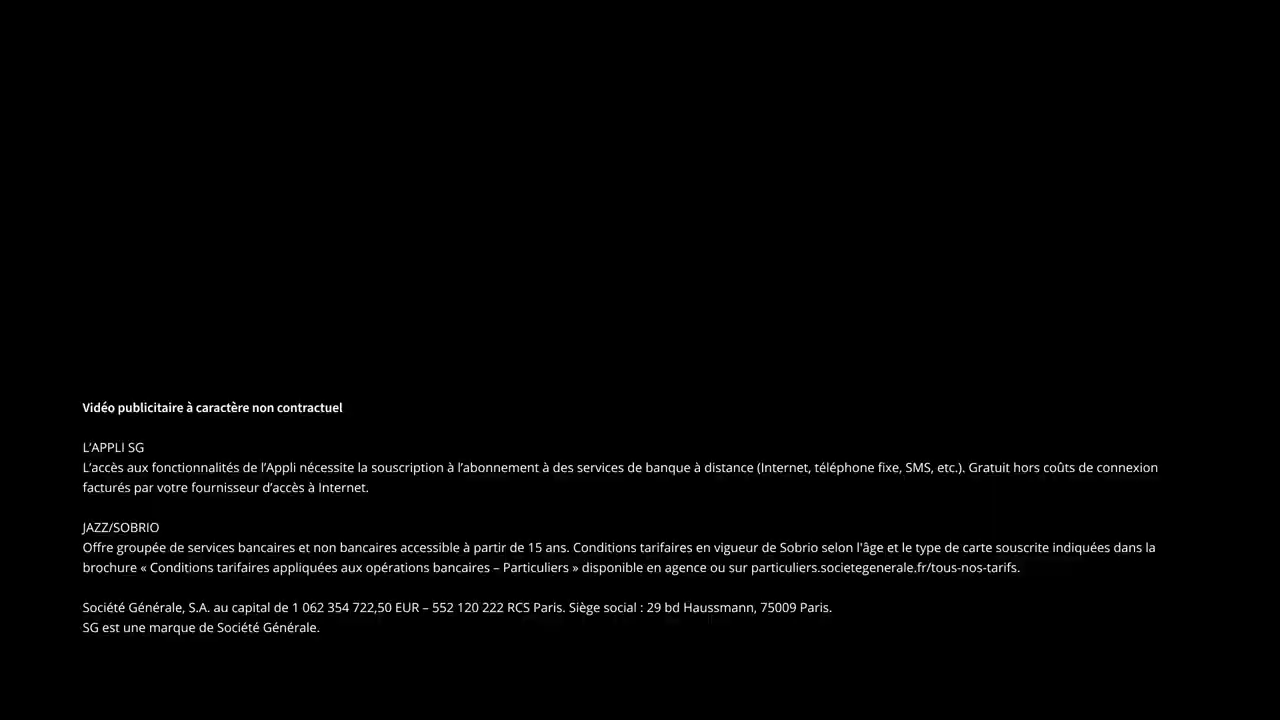 Vidéo publicitaire à caractère non contractuel
L’APPLI SG
L’accès aux fonctionnalités de l’Appli nécessite la souscription à l’abonnement à des services de banque à distance (Internet, téléphone fixe, SMS, etc.). Gratuit hors coûts de connexion
facturés par votre fournisseur d’accès à Internet.
JAZZ/SOBRIO
Offre groupée de services bancaires et non bancaires accessible à partir de 15 ans. Conditions tarifaires en vigueur de Sobrio selon l'âge et le type de carte souscrite indiquées dans la
brochure « Conditions tarifaires appliquées aux opérations bancaires – Particuliers » disponible en agence ou sur particuliers.societegenerale.fr/tous-nos-tarifs.
Société Générale, S.A. au capital de 1 062 354 722,50 EUR – 552 120 222 RCS Paris. Siège social : 29 bd Haussmann, 75009 Paris.
SG est une marque de Société Générale.